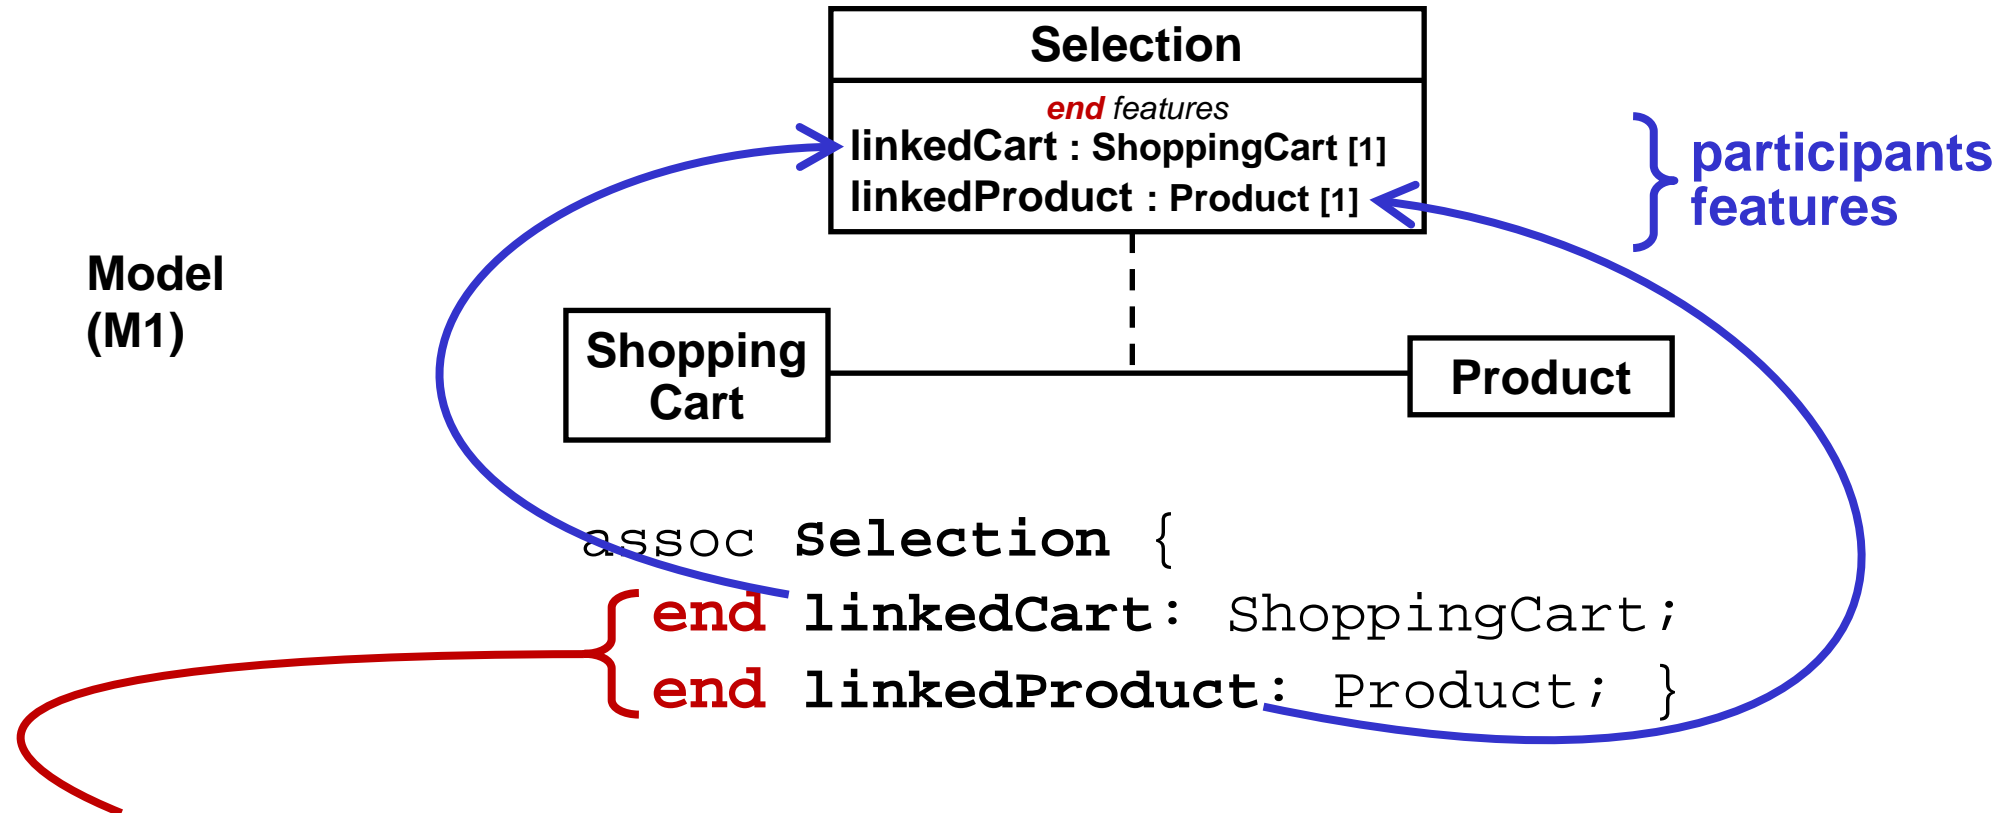 Selection
end features
linkedCart : ShoppingCart [1]
linkedProduct : Product [1]
participants
features
Model
(M1)
Shopping
Cart
Product
assoc Selection {
end linkedCart: ShoppingCart;
end linkedProduct: Product; }